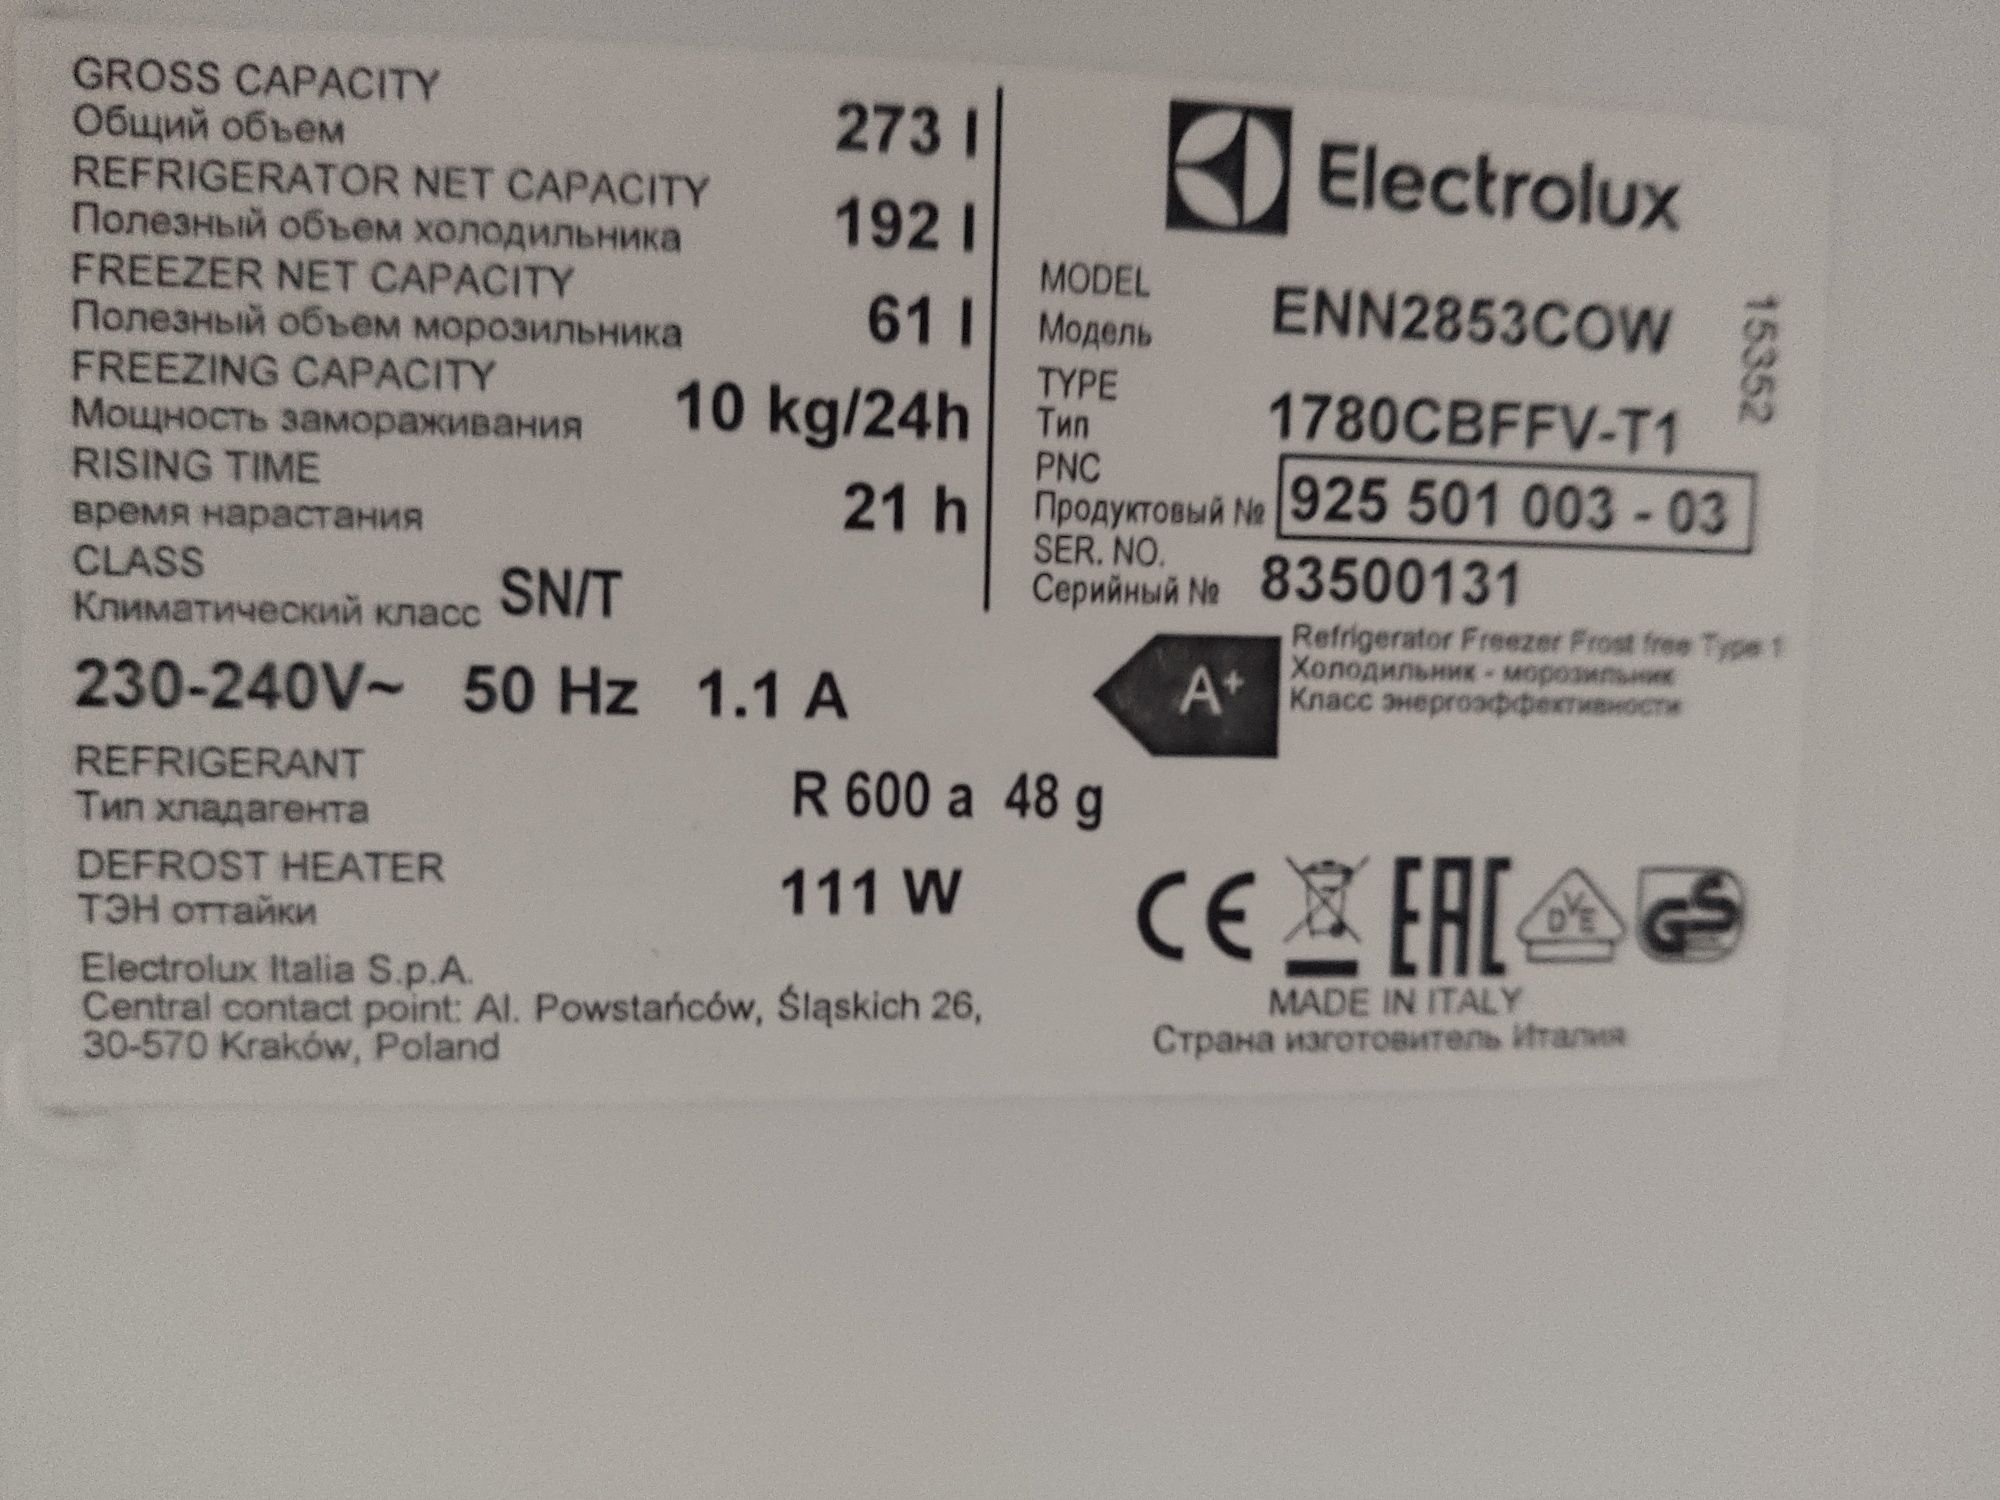 GROSS CAPACITY
Общий объем 273 l
REFRIGERATOR NET CAPACITY
Полезный объем холодильника 192 l
FREEZER NET CAPACITY
Полезный объем морозильника 61 l
FREEZING CAPACITY
Мощность замораживания 10 kg/24h
RISING TIME
время нарастания 21 h
CLASS
Климатический класс SN/T
230-240V~ 50 Hz 1.1 A
REFRIGERANT
Тип хладагента R 600 a 48 g
DEFROST HEATER
ТЭН оттайки 111 W
Electrolux Italia S.p.A.
Central contact point: Al. Powstańców, Śląskich 26,
30-570 Kraków, Poland
Electrolux
MODEL
Модель ENN2853COW
TYPE
Тип 1780CBFFV-T1
PNC
Продуктовый № 925 501 003 - 03
SER. NO.
Серийный № 83500131
153352
A+
Refrigerator Freezer Frost free Type 1
Холодильник - морозильник
Класс энергоэффективности
CE EAC DVE GS
MADE IN ITALY
Страна изготовитель Италия